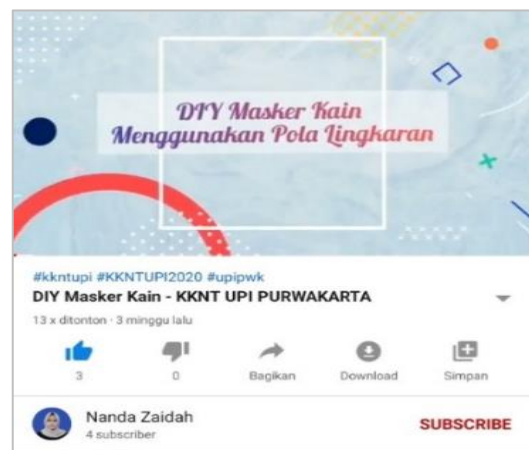 DIY Masker Kain
Menggunakan Pola Lingkaran
#kkntupi #KKNTUPI2020 #upipwk
DIY Masker Kain - KKNT UPI PURWAKARTA
13 x ditonton · 3 minggu lalu
3 0 Bagikan Download Simpan
Nanda Zaidah
4 subscriber
SUBSCRIBE